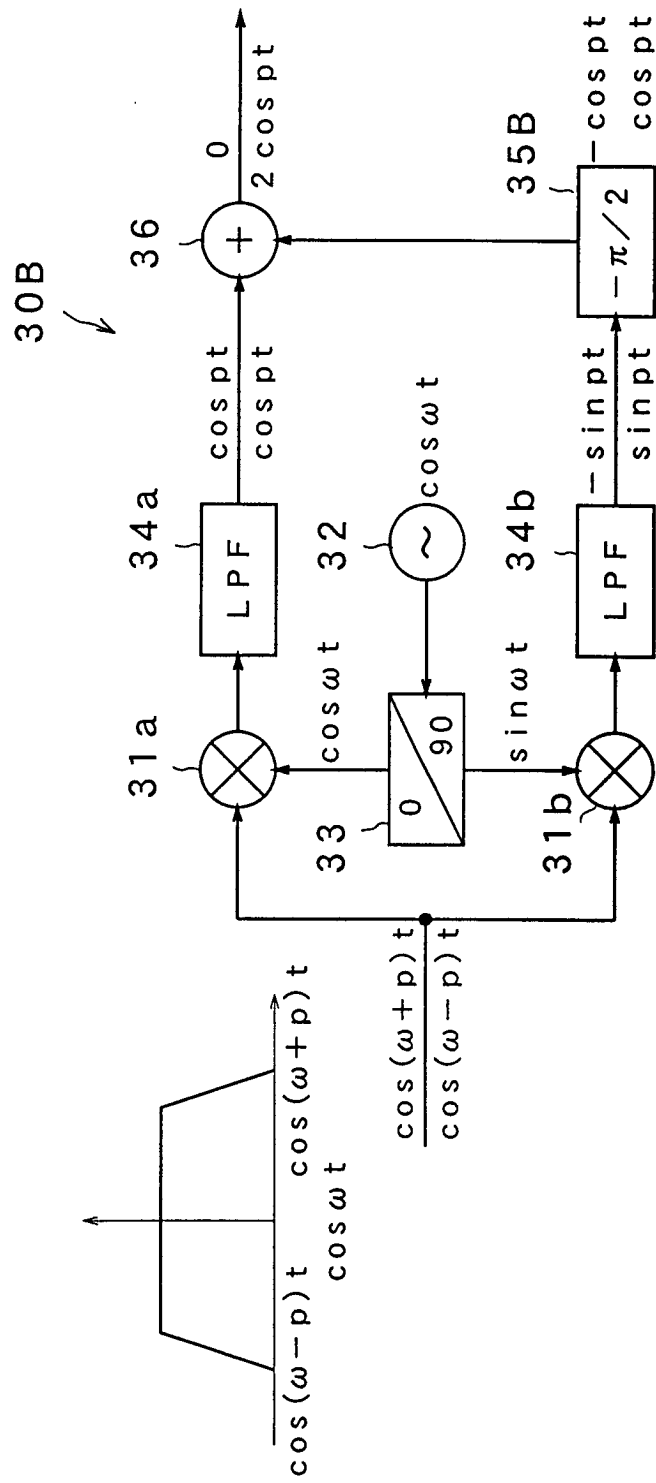 30B
cos(ω−p)t
cosωt
cos(ω+p)t
cos(ω+p)t
cos(ω−p)t
31a
34a
LPF
cospt
cospt
36
+
0
2cospt
33
0
90
cosωt
sinωt
32
~
cosωt
31b
34b
LPF
−sinpt
sinpt
35B
−π/2
−cospt
cospt